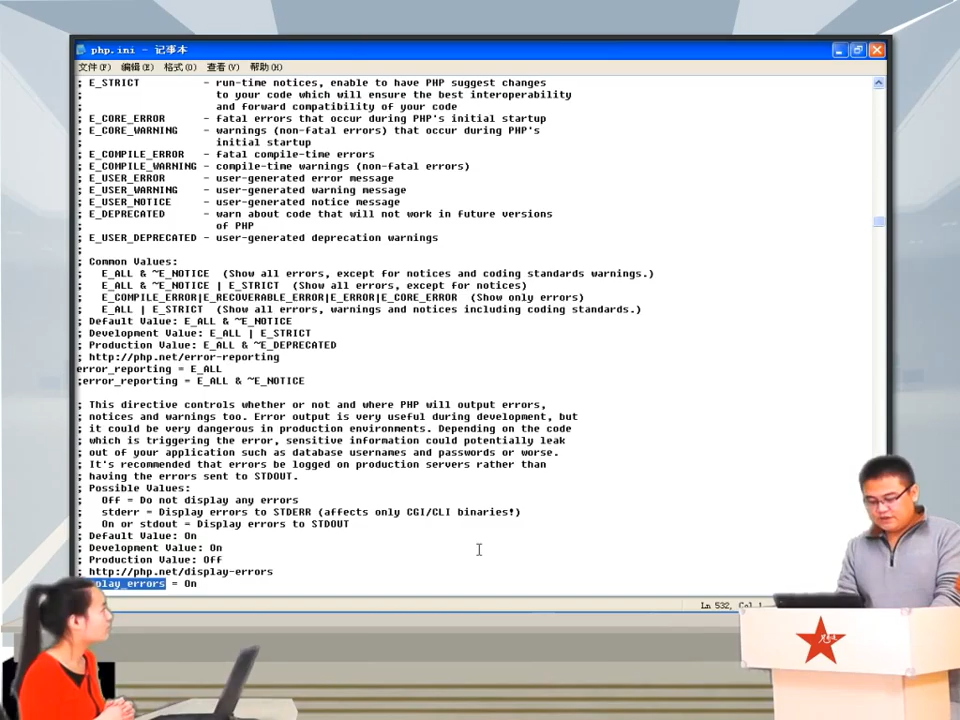 php.ini - 记事本
文件(F) 编辑(E) 格式(O) 查看(V) 帮助(H)
; E_STRICT - run-time notices, enable to have PHP suggest changes
; to your code which will ensure the best interoperability
; and forward compatibility of your code
; E_CORE_ERROR - fatal errors that occur during PHP's initial startup
; E_CORE_WARNING - warnings (non-fatal errors) that occur during PHP's
; initial startup
; E_COMPILE_ERROR - fatal compile-time errors
; E_COMPILE_WARNING - compile-time warnings (non-fatal errors)
; E_USER_ERROR - user-generated error message
; E_USER_WARNING - user-generated warning message
; E_USER_NOTICE - user-generated notice message
; E_DEPRECATED - warn about code that will not work in future versions
; of PHP
; E_USER_DEPRECATED - user-generated deprecation warnings
;
; Common Values:
; E_ALL & ~E_NOTICE (Show all errors, except for notices and coding standards warnings.)
; E_ALL & ~E_NOTICE | E_STRICT (Show all errors, except for notices)
; E_COMPILE_ERROR|E_RECOVERABLE_ERROR|E_ERROR|E_CORE_ERROR (Show only errors)
; E_ALL | E_STRICT (Show all errors, warnings and notices including coding standards.)
; Default Value: E_ALL & ~E_NOTICE
; Development Value: E_ALL | E_STRICT
; Production Value: E_ALL & ~E_DEPRECATED
; http://php.net/error-reporting
error_reporting = E_ALL
;error_reporting = E_ALL & ~E_NOTICE
; This directive controls whether or not and where PHP will output errors,
; notices and warnings too. Error output is very useful during development, but
; it could be very dangerous in production environments. Depending on the code
; which is triggering the error, sensitive information could potentially leak
; out of your application such as database usernames and passwords or worse.
; It's recommended that errors be logged on production servers rather than
; having the errors sent to STDOUT.
; Possible Values:
; Off = Do not display any errors
; stderr = Display errors to STDERR (affects only CGI/CLI binaries!)
; On or stdout = Display errors to STDOUT
; Default Value: On
; Development Value: On
; Production Value: Off
; http://php.net/display-errors
play_errors = On
Ln 532, Col 1